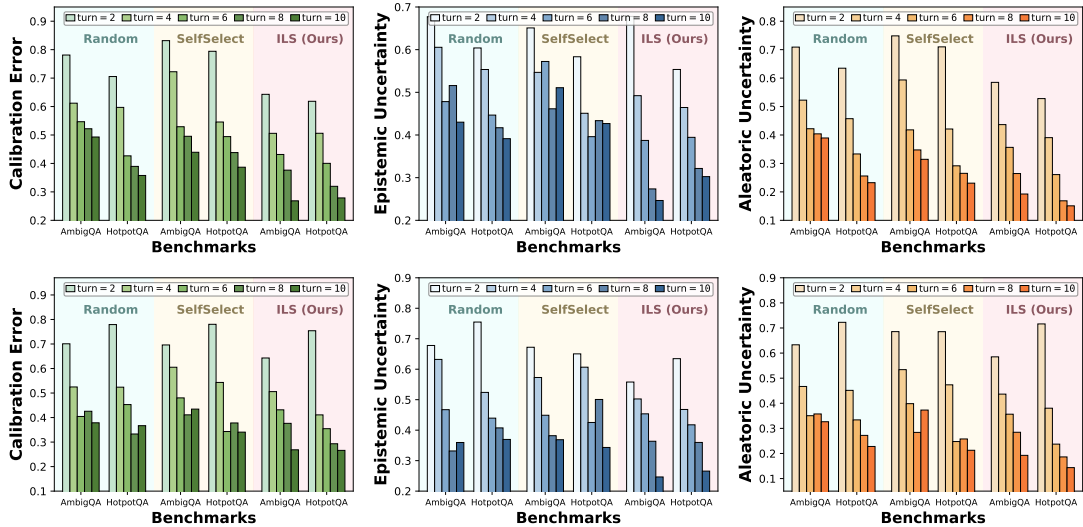 turn = 2 turn = 4 turn = 6 turn = 8 turn = 10
Random SelfSelect ILS (Ours)
Calibration Error
0.9
0.8
0.7
0.6
0.5
0.4
0.3
0.2
AmbigQA HotpotQA AmbigQA HotpotQA AmbigQA HotpotQA
Benchmarks
turn = 2 turn = 4 turn = 6 turn = 8 turn = 10
Random SelfSelect ILS (Ours)
Epistemic Uncertainty
0.7
0.6
0.5
0.4
0.3
0.2
AmbigQA HotpotQA AmbigQA HotpotQA AmbigQA HotpotQA
Benchmarks
turn = 2 turn = 4 turn = 6 turn = 8 turn = 10
Random SelfSelect ILS (Ours)
Aleatoric Uncertainty
0.8
0.7
0.6
0.5
0.4
0.3
0.2
0.1
AmbigQA HotpotQA AmbigQA HotpotQA AmbigQA HotpotQA
Benchmarks
turn = 2 turn = 4 turn = 6 turn = 8 turn = 10
Random SelfSelect ILS (Ours)
Calibration Error
0.9
0.8
0.7
0.6
0.5
0.4
0.3
0.2
0.1
AmbigQA HotpotQA AmbigQA HotpotQA AmbigQA HotpotQA
Benchmarks
turn = 2 turn = 4 turn = 6 turn = 8 turn = 10
Random SelfSelect ILS (Ours)
Epistemic Uncertainty
0.9
0.8
0.7
0.6
0.5
0.4
0.3
0.2
AmbigQA HotpotQA AmbigQA HotpotQA AmbigQA HotpotQA
Benchmarks
turn = 2 turn = 4 turn = 6 turn = 8 turn = 10
Random SelfSelect ILS (Ours)
Aleatoric Uncertainty
0.9
0.8
0.7
0.6
0.5
0.4
0.3
0.2
0.1
AmbigQA HotpotQA AmbigQA HotpotQA AmbigQA HotpotQA
Benchmarks